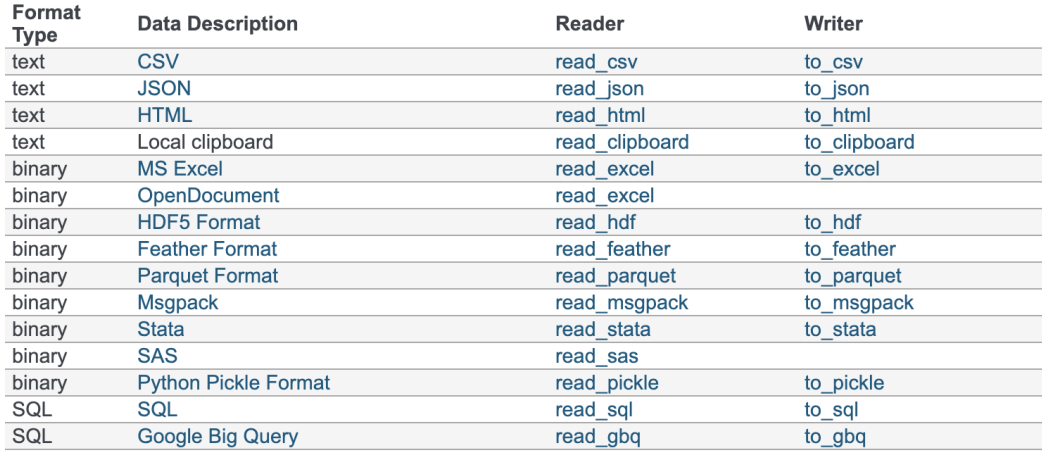 Format Type Data Description Reader Writer
text CSV read_csv to_csv
text JSON read_json to_json
text HTML read_html to_html
text Local clipboard read_clipboard to_clipboard
binary MS Excel read_excel to_excel
binary OpenDocument read_excel
binary HDF5 Format read_hdf to_hdf
binary Feather Format read_feather to_feather
binary Parquet Format read_parquet to_parquet
binary Msgpack read_msgpack to_msgpack
binary Stata read_stata to_stata
binary SAS read_sas
binary Python Pickle Format read_pickle to_pickle
SQL SQL read_sql to_sql
SQL Google Big Query read_gbq to_gbq